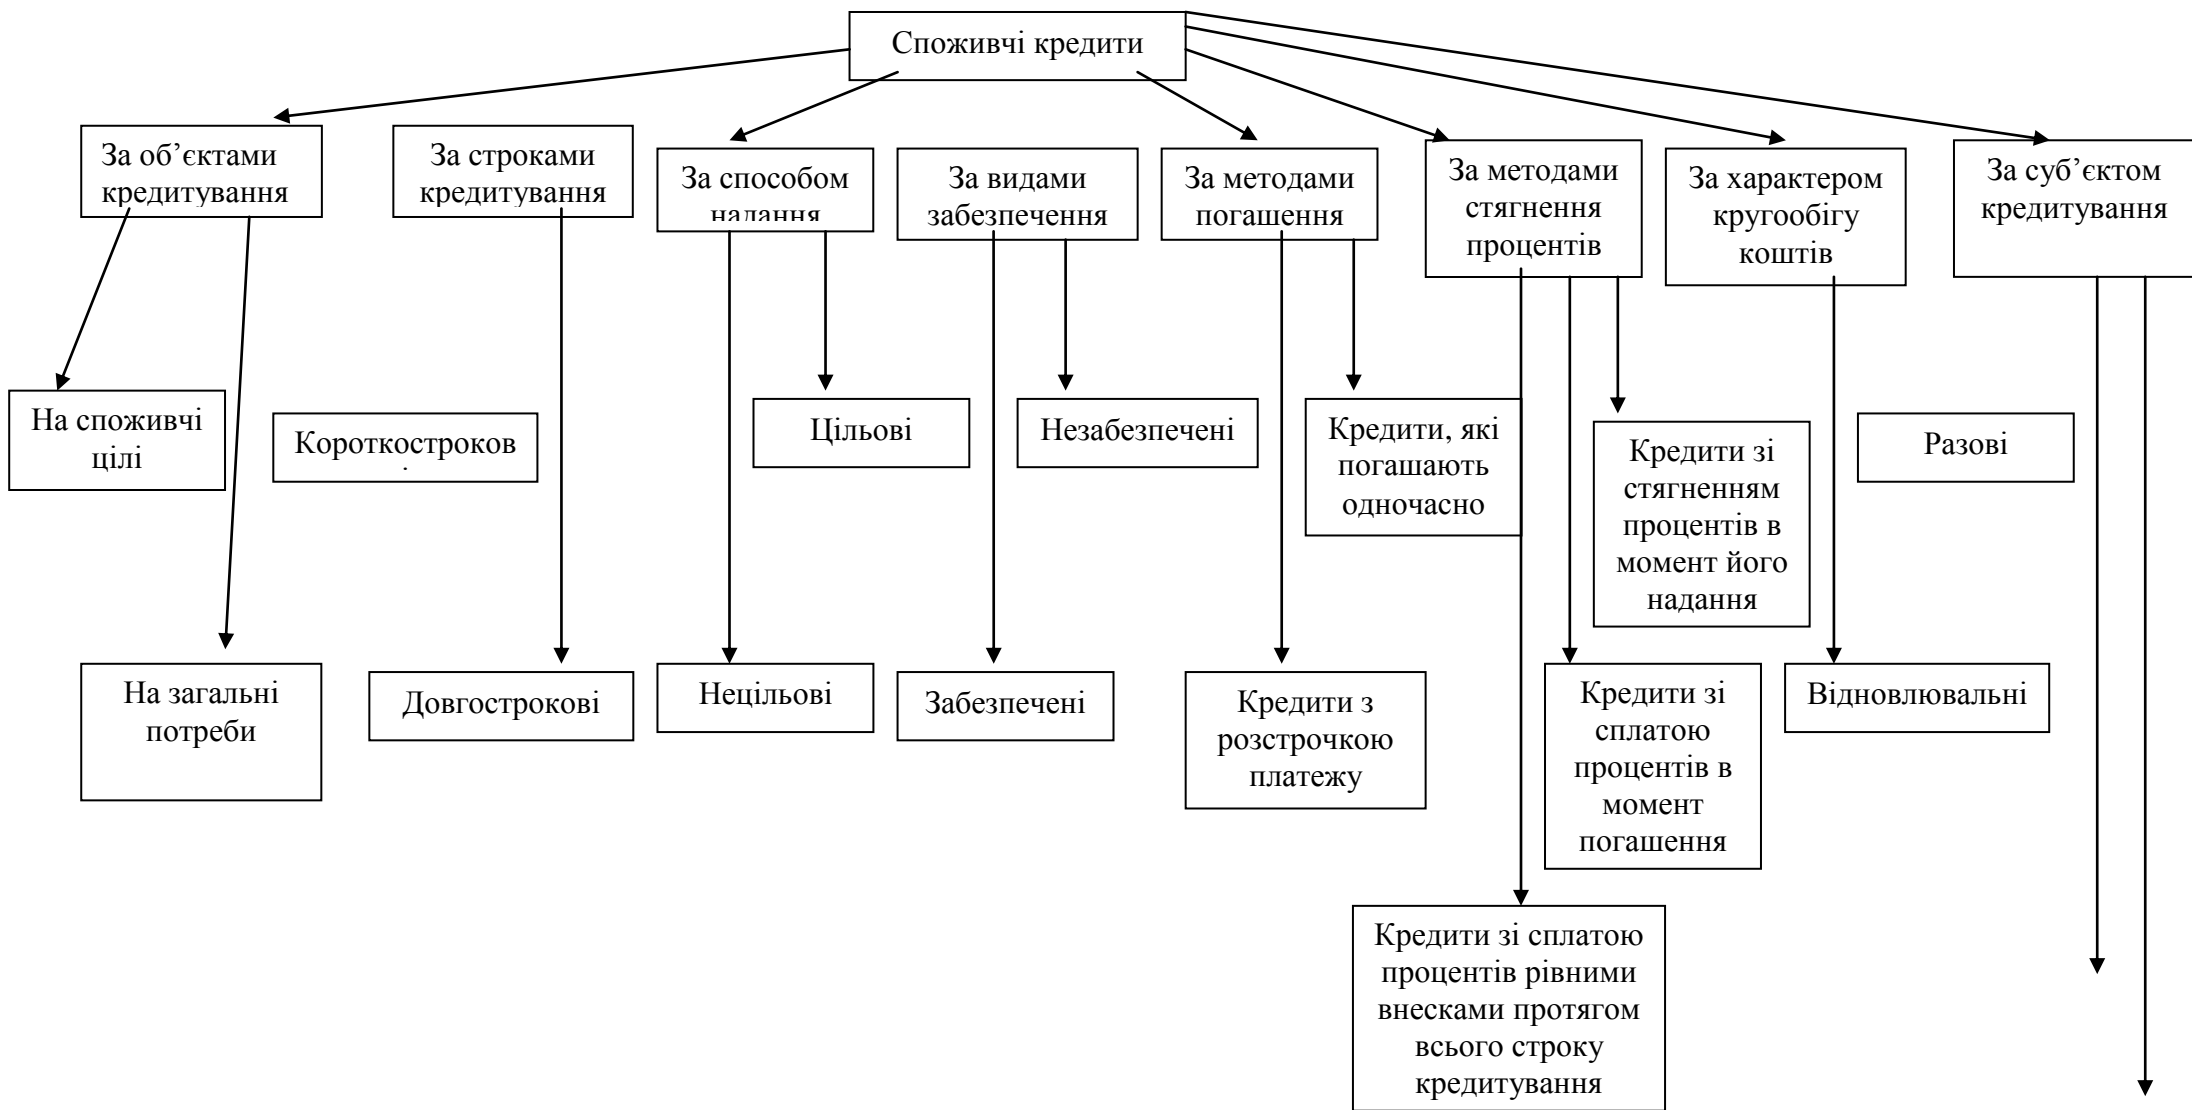 Споживчі кредити
За об’єктами
кредитування
За строками
кредитування
За способом
надання
За видами
забезпечення
За методами
погашення
За методами
стягнення
процентів
За характером
кругообігу
коштів
За суб’єктом
кредитування
На споживчі
цілі
Короткостроков
Цільові
Незабезпечені
Кредити, які
погашають
одночасно
Кредити зі
стягненням
процентів в
момент його
надання
Разові
На загальні
потреби
Довгострокові
Нецільові
Забезпечені
Кредити з
розстрочкою
платежу
Кредити зі
сплатою
процентів в
момент
погашення
Відновлювальні
Кредити зі сплатою
процентів рівними
внесками протягом
всього строку
кредитування